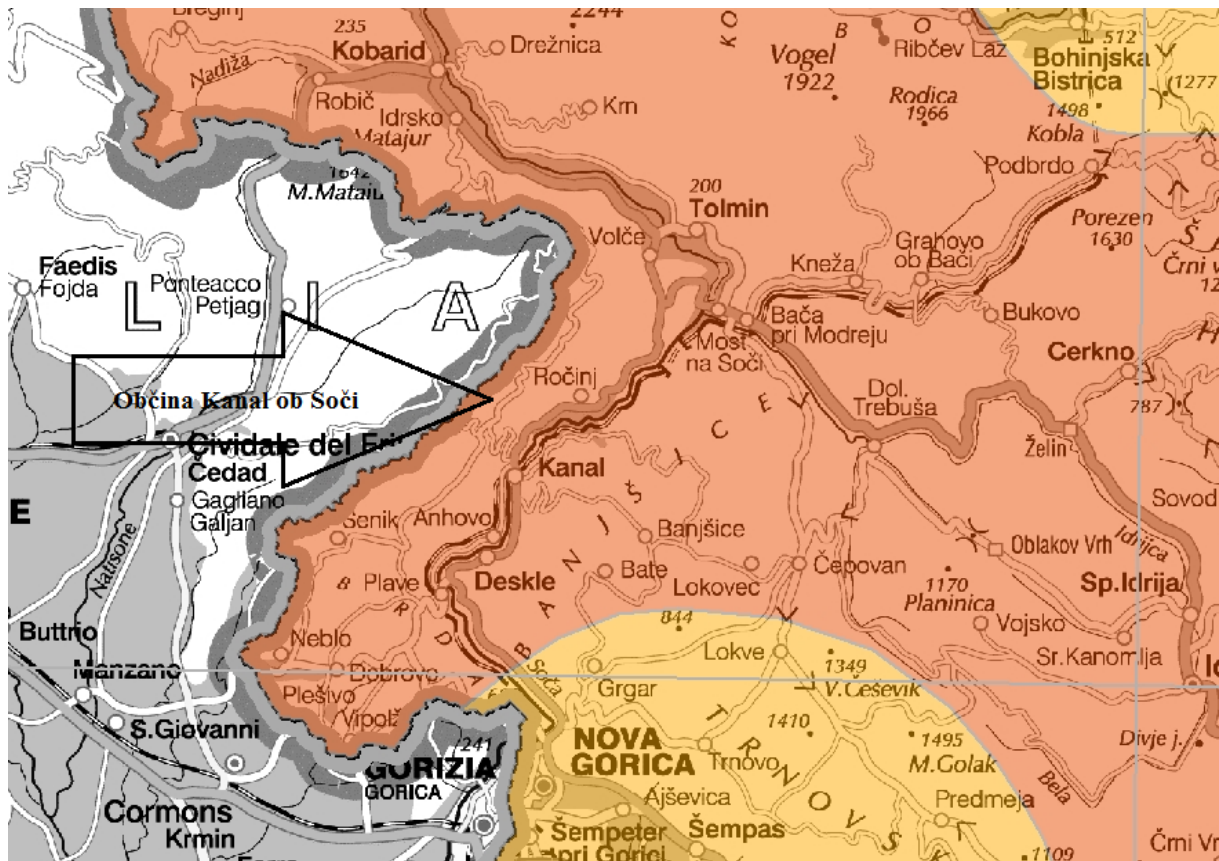 Breginj
235
Kobarid
2244
Drežnica
Nadiža
Robič
Idrsko
Matajur
Krn
K O
Vogel
1922
B O
Ribčev Laz
Rodica
1966
512
Bohinjska
Bistrica
1277
1498
Kobla
Podbrdo
1642
M.Mataiu
200
Tolmin
Volče
Porezen
1630
Grahovo
ob Bači
Kneža
Črni v
Faedis
Fojda
Ponteacco
Petjag
L I A
Bukovo
Bača
pri Modreju
Most
na Soči
Cerkno
Ročinj
Dol.
Trebuša
787
Občina Kanal ob Soči
Želin
Cividale del Fri
Čedad
Kanal
Gagliano
Galjan
E
Sovod
Senik
Anhovo
Banjšice
Natisone
Idrijca
Oblakov Vrh
Plave
Deskle
Bate
Lokovec
Čepovan
1170
Planinica
Sp.Idrija
B R D A
B A N J Š I C E
844
Buttrio
Neblo
Lokve
Vojsko
Sr.Kanomlja
Manzano
Dobrovo
Plešivo
Vipolž
Grgar
1349
V.Češevik
S.Giovanni
241
GORIZIA
GORICA
NOVA
GORICA
1410
1495
M.Golak
Divje j.
Trnovo
T R N O V S K
Bela
Cormons
Krmin
Ajševica
Predmeja
Šempeter
pri Gorici
Šempas
Črni Vr
1109